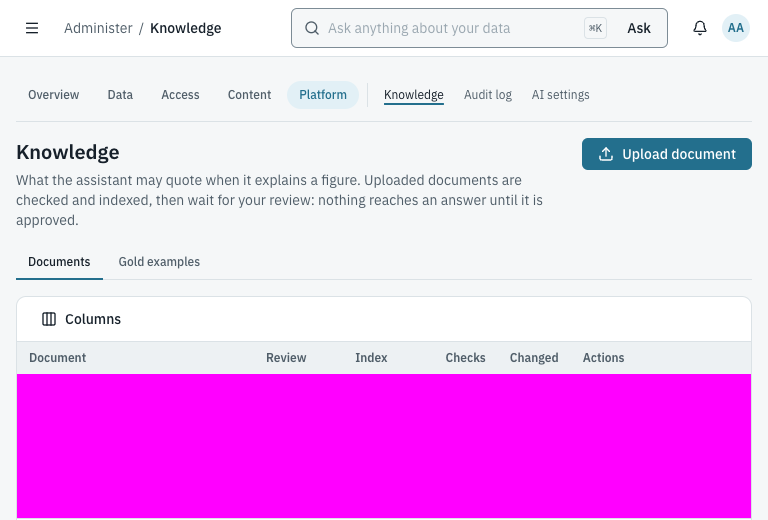 Administer / Knowledge
Ask anything about your data
⌘K
Ask
AA
Overview
Data
Access
Content
Platform
Knowledge
Audit log
AI settings
Knowledge
Upload document
What the assistant may quote when it explains a figure. Uploaded documents are
checked and indexed, then wait for your review: nothing reaches an answer until it is
approved.
Documents
Gold examples
Columns
Document
Review
Index
Checks
Changed
Actions